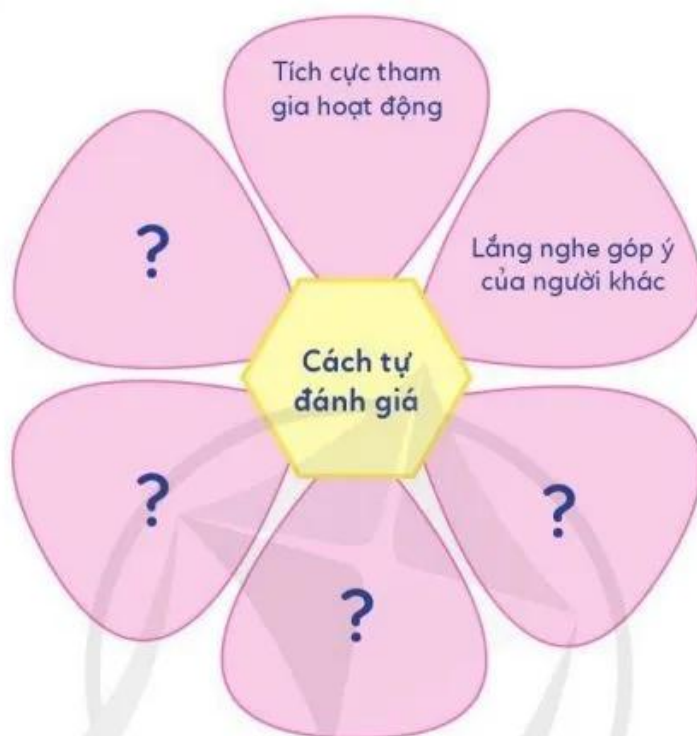 Tích cực tham
gia hoạt động
?
Lắng nghe góp ý
của người khác
Cách tự
đánh giá
?
?
?